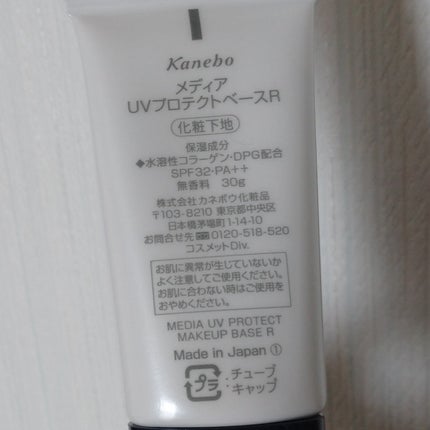 Kanebo
メディア
UVプロテクトベースR
化粧下地
保湿成分
◆水溶性コラーゲン・DPG配合
SPF32・PA++
無香料 30g
株式会社カネボウ化粧品
〒103-8210 東京都中央区
日本橋茅場町1-14-10
お問合せ先 0120-518-520
コスメットDiv.
お肌に異常が生じていないか
よく注意してご使用ください。
お肌に合わない時はご使用を
おやめください。
MEDIA UV PROTECT
MAKEUP BASE R
Made in Japan ①
プラ :チューブ
キャップ